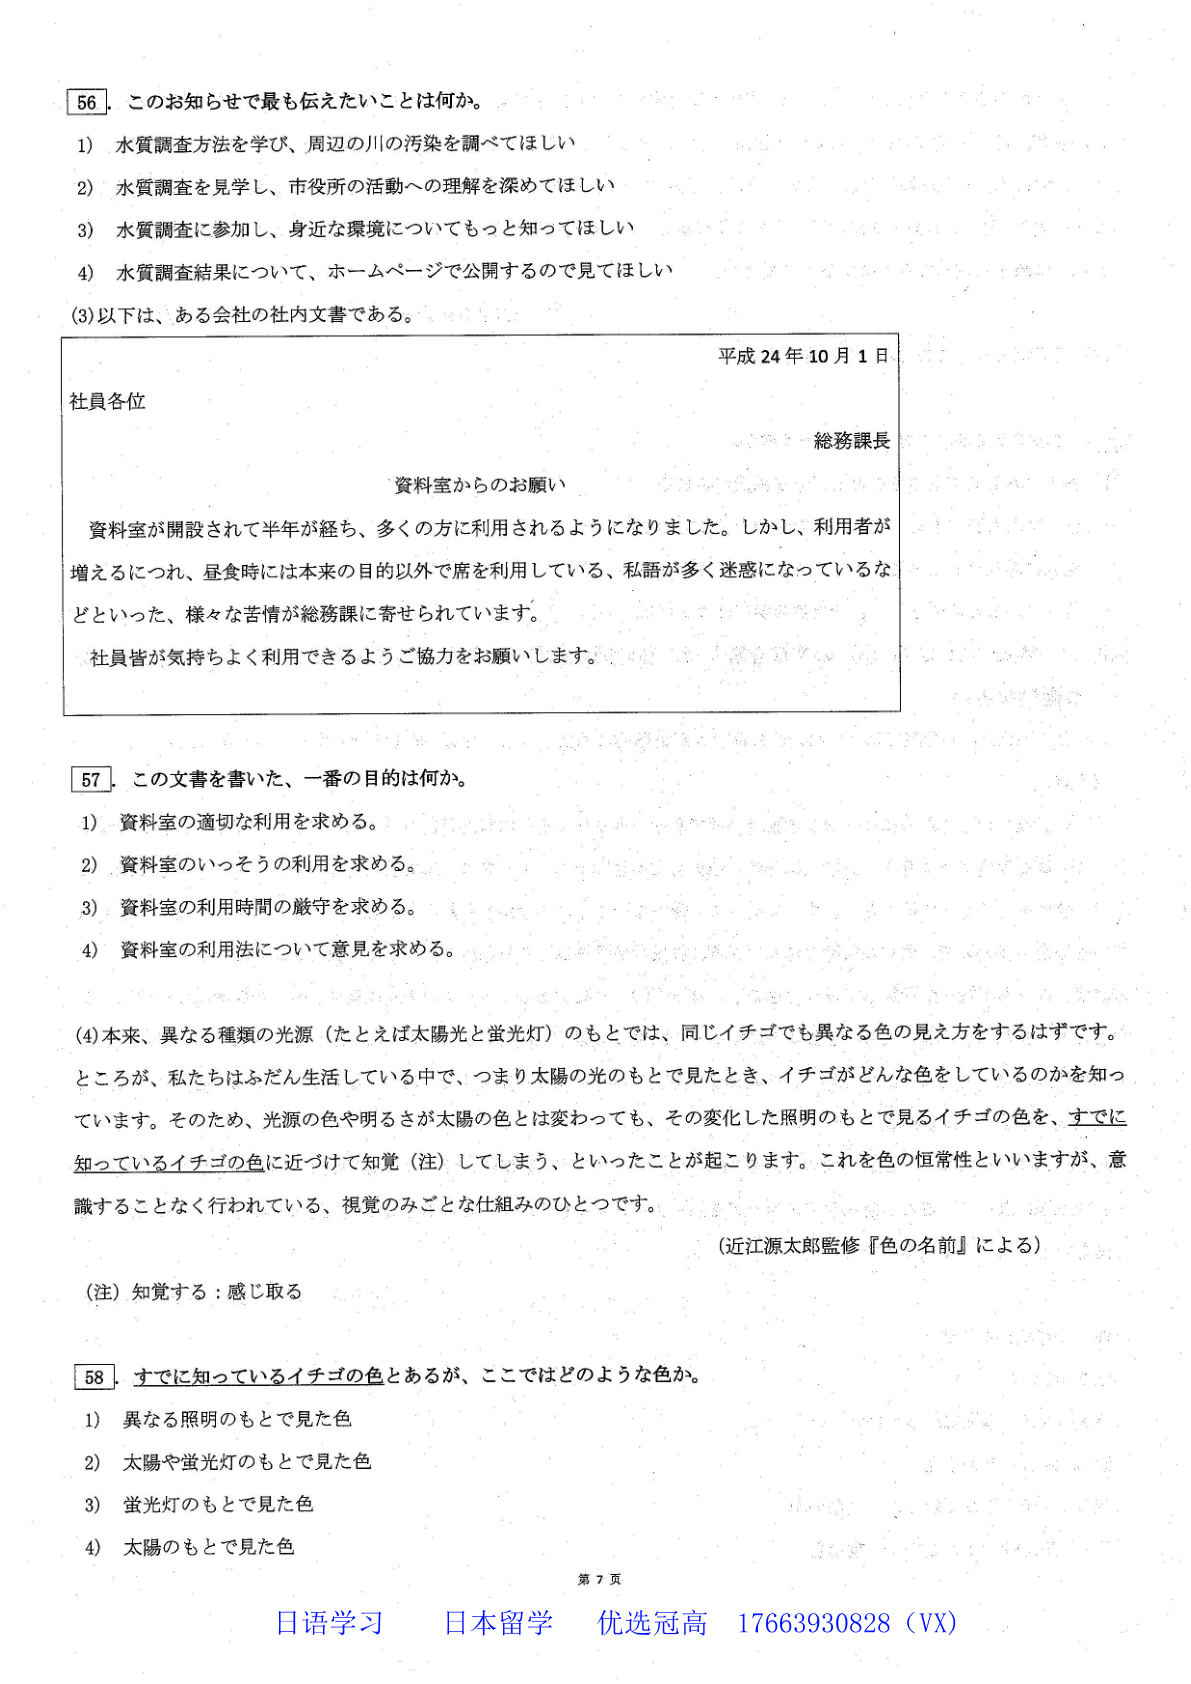 56. このお知らせで最も伝えたいことは何か。
1) 水質調査方法を学び、周辺の川の汚染を調べてほしい
2) 水質調査を見学し、市役所の活動への理解を深めてほしい
3) 水質調査に参加し、身近な環境についてもっと知ってほしい
4) 水質調査結果について、ホームページで公開するので見てほしい
(3)以下は、ある会社の社内文書である。
平成 24 年 10 月 1 日
社員各位
総務課長
資料室からのお願い
資料室が開設されて半年が経ち、多くの方に利用されるようになりました。しかし、利用者が
増えるにつれ、昼食時には本来の目的以外で席を利用している、私語が多く迷惑になっているな
どといった、様々な苦情が総務課に寄せられています。
社員皆が気持ちよく利用できるようご協力をお願いします。
57. この文書を書いた、一番の目的は何か。
1) 資料室の適切な利用を求める。
2) 資料室のいっそうの利用を求める。
3) 資料室の利用時間の厳守を求める。
4) 資料室の利用法について意見を求める。
(4)本来、異なる種類の光源（たとえば太陽光と蛍光灯）のもとでは、同じイチゴでも異なる色の見え方をするはずです。
ところが、私たちはふだん生活している中で、つまり太陽の光のもとで見たとき、イチゴがどんな色をしているのかを知っ
ています。そのため、光源の色や明るさが太陽の色とは変わっても、その変化した照明のもとで見るイチゴの色を、すでに
知っているイチゴの色に近づけて知覚（注）してしまう、といったことが起こります。これを色の恒常性といいますが、意
識することなく行われている、視覚のみごとな仕組みのひとつです。
（近江源太郎監修『色の名前』による）
（注）知覚する：感じ取る
58. すでに知っているイチゴの色とあるが、ここではどのような色か。
1) 異なる照明のもとで見た色
2) 太陽や蛍光灯のもとで見た色
3) 蛍光灯のもとで見た色
4) 太陽のもとで見た色
第 7 页
日语学习 日本留学 优选冠高 17663930828（VX）